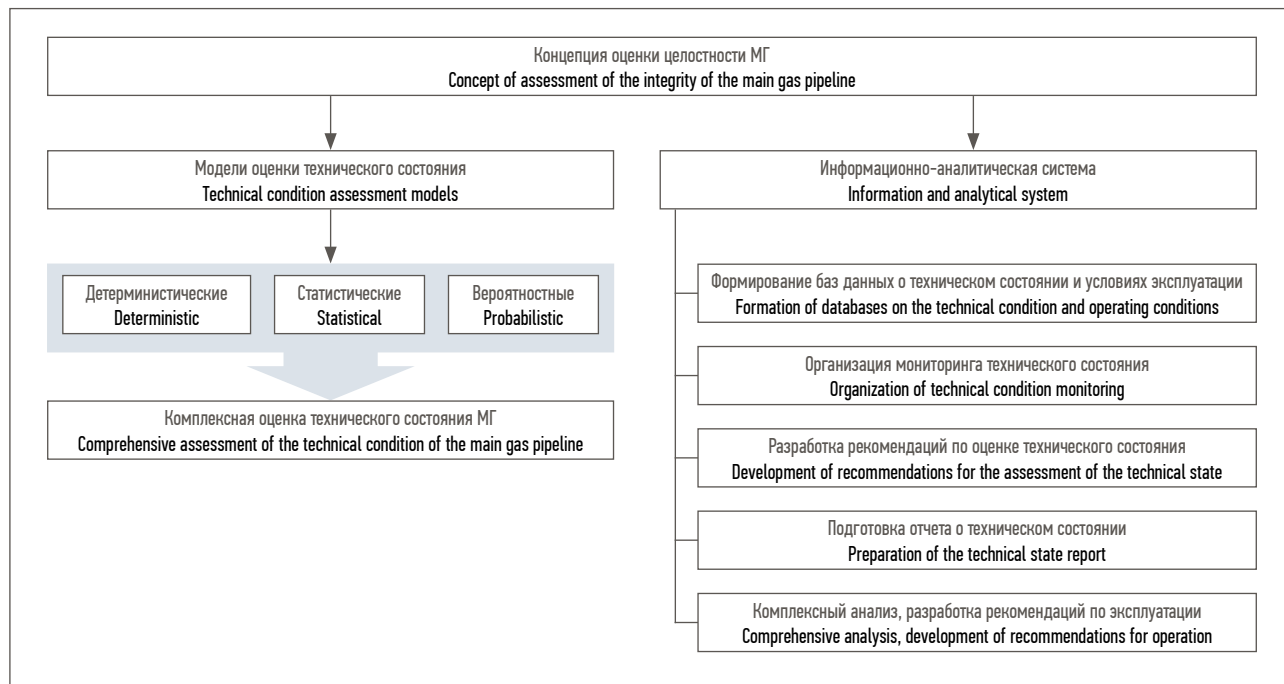 Концепция оценки целостности МГ
Concept of assessment of the integrity of the main gas pipeline
Модели оценки технического состояния
Technical condition assessment models
Детерминистические
Deterministic
Статистические
Statistical
Вероятностные
Probabilistic
Комплексная оценка технического состояния МГ
Comprehensive assessment of the technical condition of the main gas pipeline
Информационно-аналитическая система
Information and analytical system
Формирование баз данных о техническом состоянии и условиях эксплуатации
Formation of databases on the technical condition and operating conditions
Организация мониторинга технического состояния
Organization of technical condition monitoring
Разработка рекомендаций по оценке технического состояния
Development of recommendations for the assessment of the technical state
Подготовка отчета о техническом состоянии
Preparation of the technical state report
Комплексный анализ, разработка рекомендаций по эксплуатации
Comprehensive analysis, development of recommendations for operation